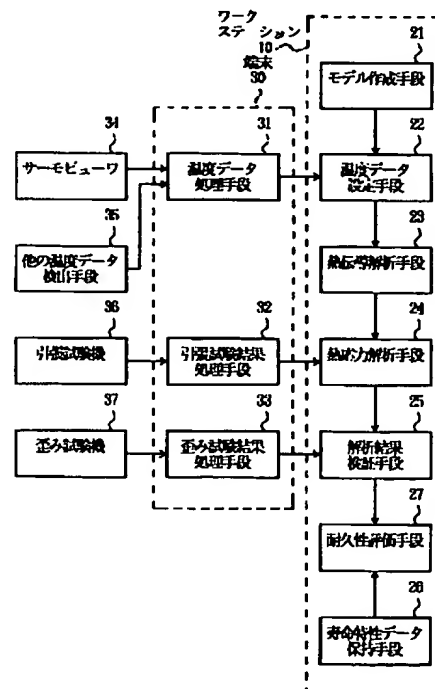 ワーク
ステーション
10
端末
30
21
モデル作成手段
34
31
22
サーモビューワ
温度データ
処理手段
温度データ
設定手段
35
23
他の温度データ
検出手段
熱伝導解析手段
36
32
24
引張試験機
引張試験結果
処理手段
熱応力解析手段
37
33
25
歪み試験機
歪み試験結果
処理手段
解析結果
検証手段
27
耐久性評価手段
26
寿命特性データ
保持手段